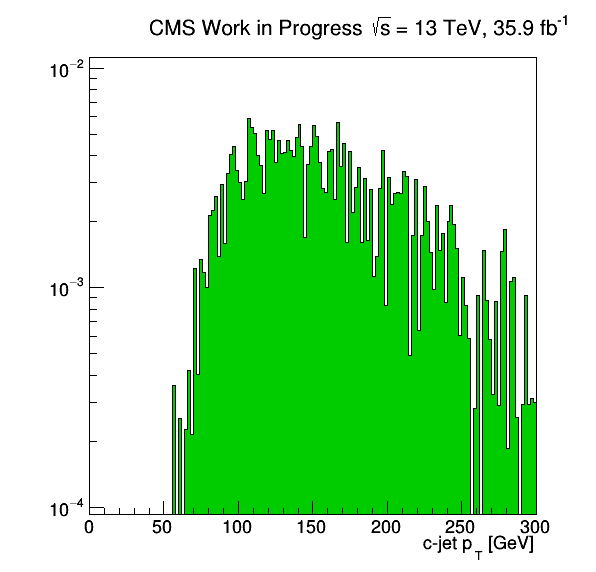 CMS Work in Progress √s = 13 TeV, 35.9 fb⁻¹
10⁻²
10⁻³
10⁻⁴
0 50 100 150 200 250 300
c-jet p_T [GeV]